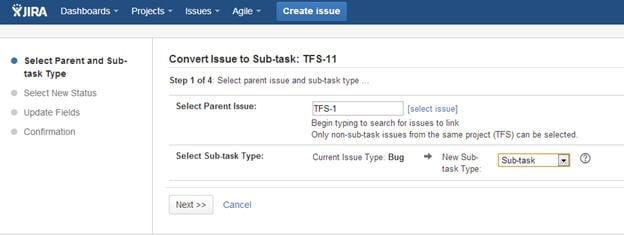 JIRA Dashboards Projects Issues Agile Create issue
Select Parent and Sub-
task Type
Select New Status
Update Fields
Confirmation
Convert Issue to Sub-task: TFS-11
Step 1 of 4: Select parent issue and sub-task type ...
Select Parent Issue: TFS-1 [select issue]
Begin typing to search for issues to link
Only non-sub-task issues from the same project (TFS) can be selected.
Select Sub-task Type: Current Issue Type: Bug New Sub-
task Type: Sub-task
Next >> Cancel